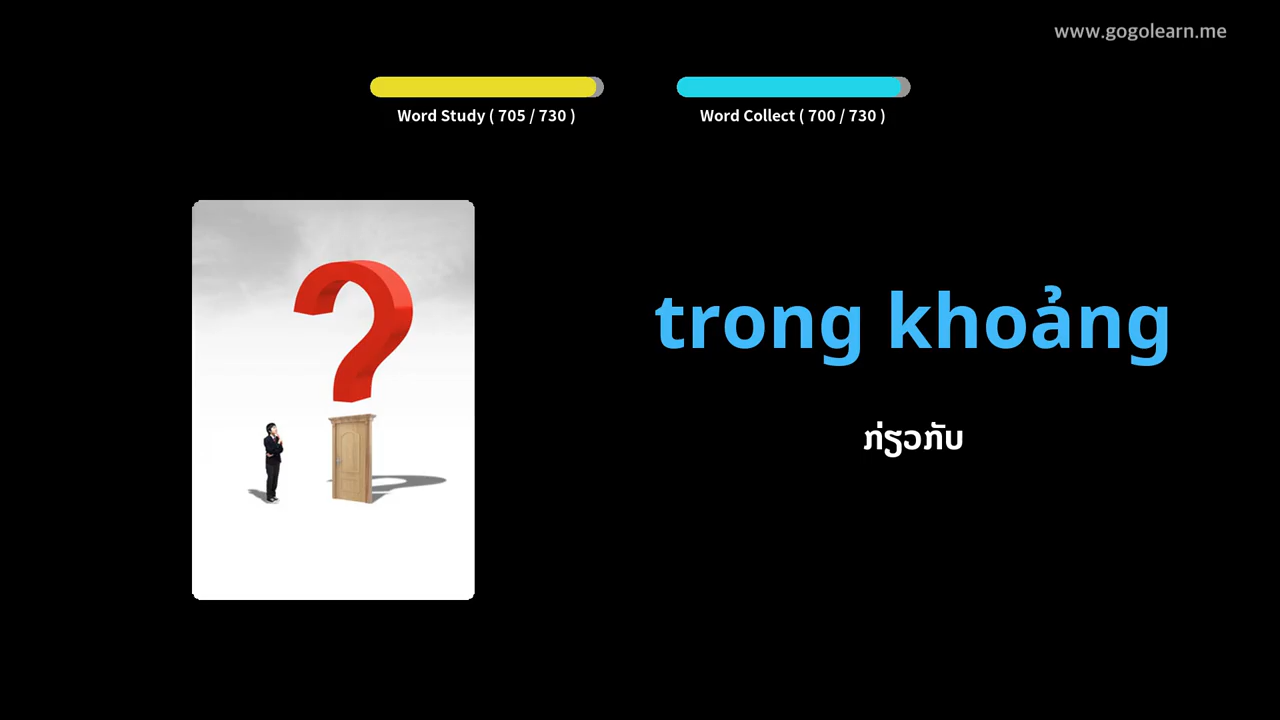 www.gogolearn.me
Word Study ( 705 / 730 )
Word Collect ( 700 / 730 )
trong khoảng
ກ່ຽວກັບ